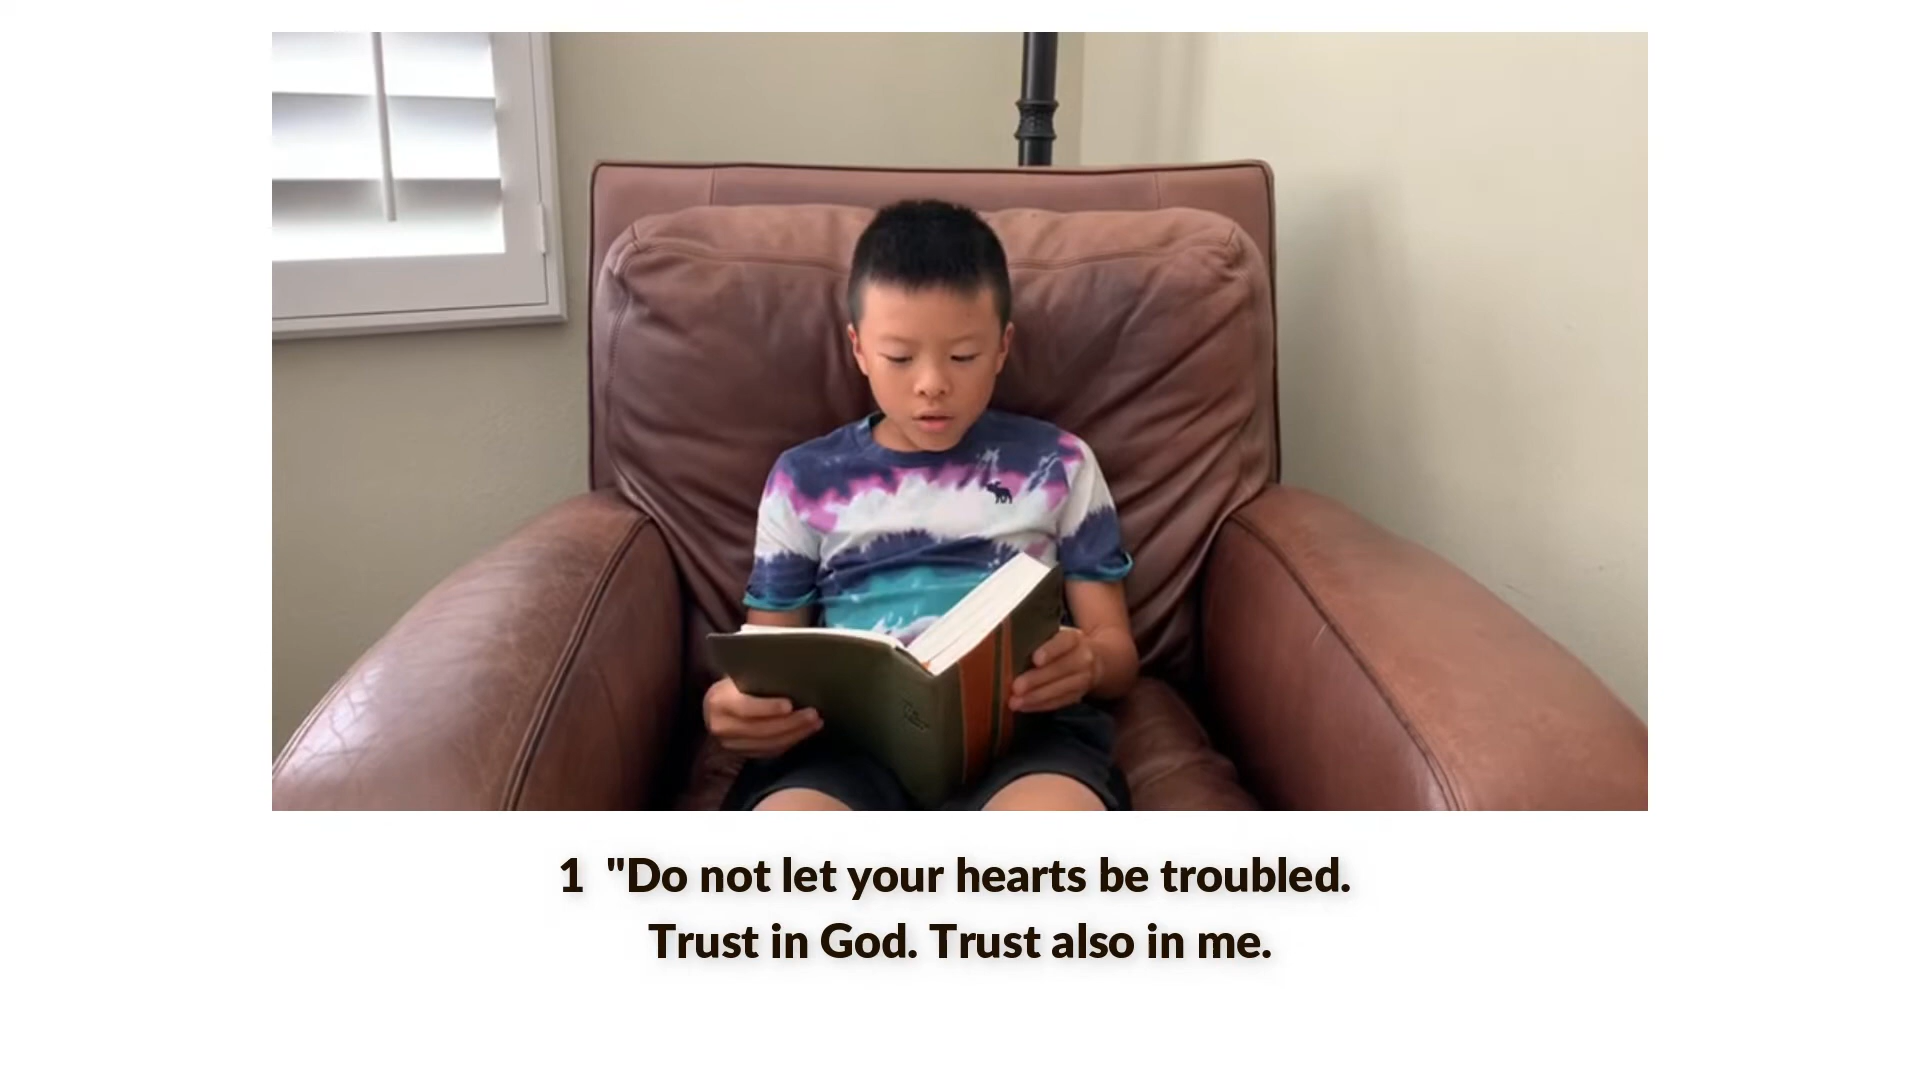 1 "Do not let your hearts be troubled.
Trust in God. Trust also in me.